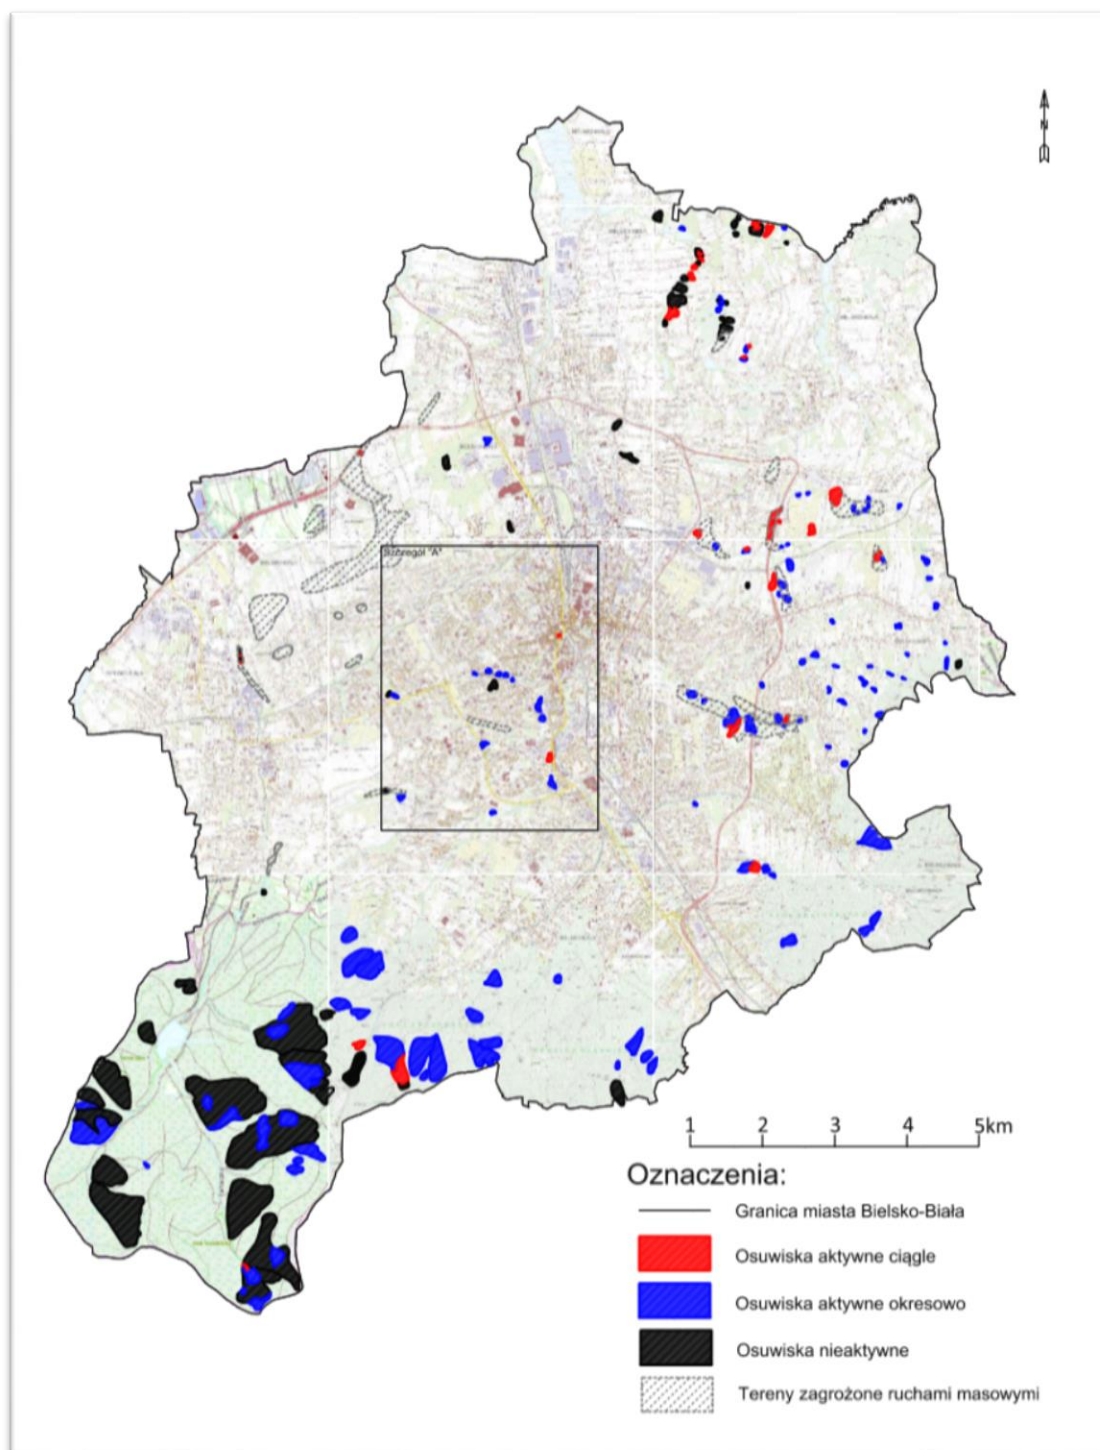 N
Szczegół "A"
1 2 3 4 5km
Oznaczenia:
Granica miasta Bielsko-Biała
Osuwiska aktywne ciągle
Osuwiska aktywne okresowo
Osuwiska nieaktywne
Tereny zagrożone ruchami masowymi